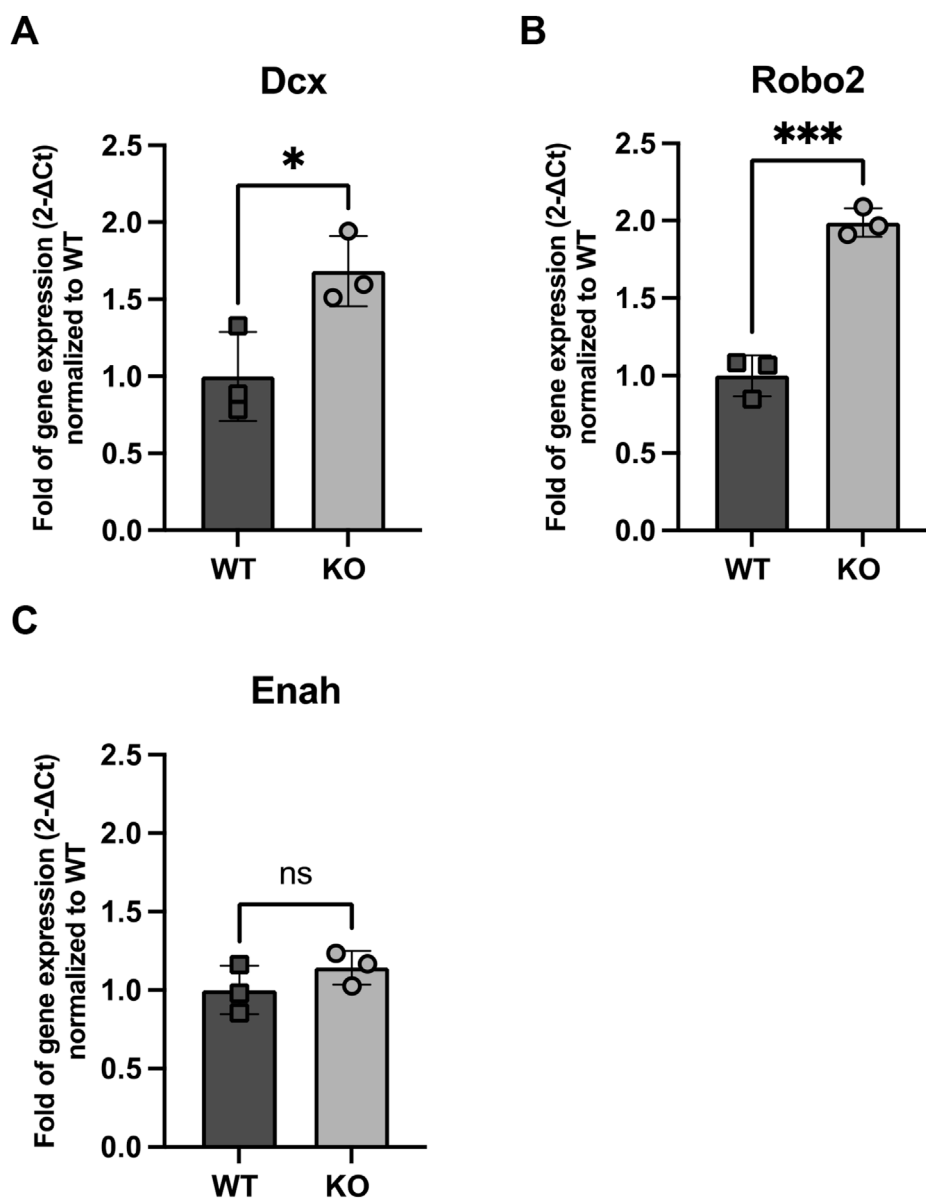 A
Dcx
Fold of gene expression (2-ΔCt)
normalized to WT
2.5
2.0
1.5
1.0
0.5
0.0
*
WT
KO
B
Robo2
Fold of gene expression (2-ΔCt)
normalized to WT
2.5
2.0
1.5
1.0
0.5
0.0
***
WT
KO
C
Enah
Fold of gene expression (2-ΔCt)
normalized to WT
2.5
2.0
1.5
1.0
0.5
0.0
ns
WT
KO